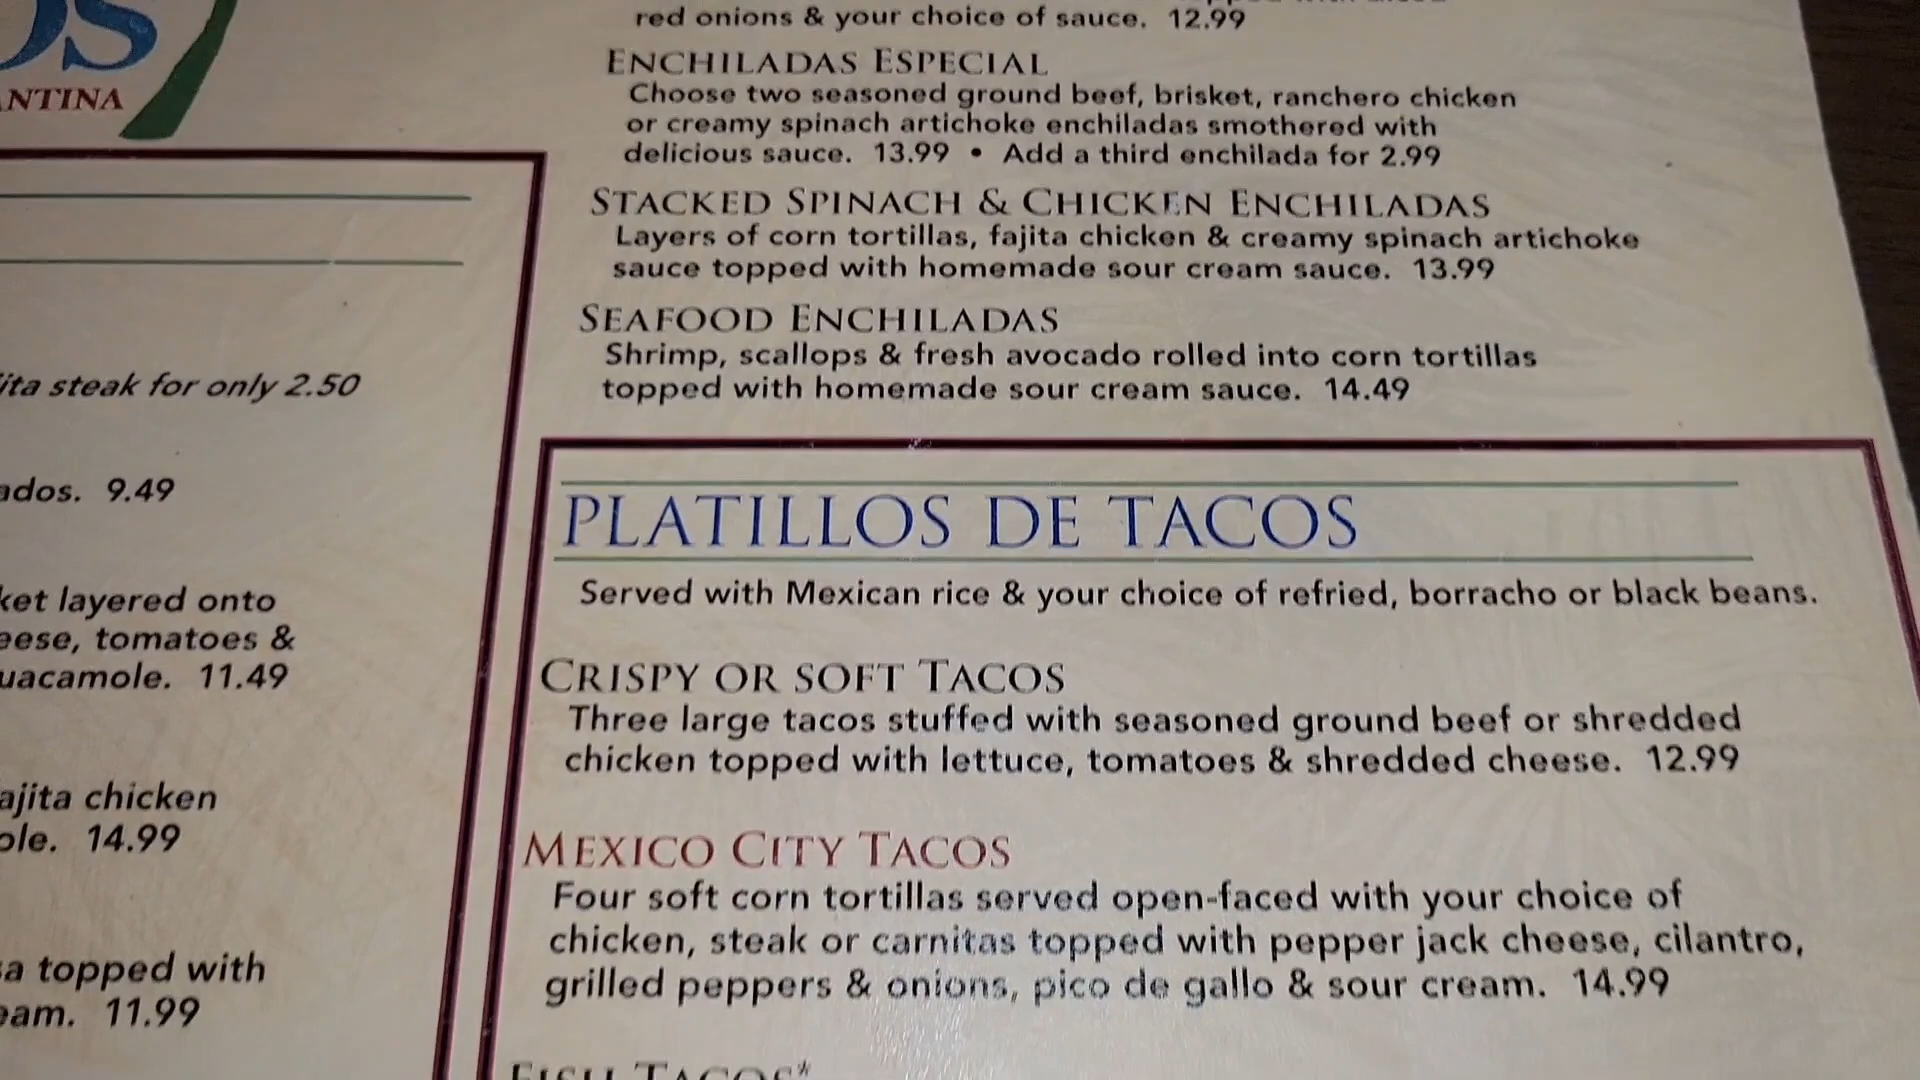 OS
ANTINA
ita steak for only 2.50
ados. 9.49
ket layered onto
eese, tomatoes &
uacamole. 11.49
ajita chicken
ole. 14.99
sa topped with
eam. 11.99
red onions & your choice of sauce. 12.99
ENCHILADAS ESPECIAL
Choose two seasoned ground beef, brisket, ranchero chicken
or creamy spinach artichoke enchiladas smothered with
delicious sauce. 13.99 • Add a third enchilada for 2.99
STACKED SPINACH & CHICKEN ENCHILADAS
Layers of corn tortillas, fajita chicken & creamy spinach artichoke
sauce topped with homemade sour cream sauce. 13.99
SEAFOOD ENCHILADAS
Shrimp, scallops & fresh avocado rolled into corn tortillas
topped with homemade sour cream sauce. 14.49
PLATILLOS DE TACOS
Served with Mexican rice & your choice of refried, borracho or black beans.
CRISPY OR SOFT TACOS
Three large tacos stuffed with seasoned ground beef or shredded
chicken topped with lettuce, tomatoes & shredded cheese. 12.99
MEXICO CITY TACOS
Four soft corn tortillas served open-faced with your choice of
chicken, steak or carnitas topped with pepper jack cheese, cilantro,
grilled peppers & onions, pico de gallo & sour cream. 14.99
FISH TACOS*